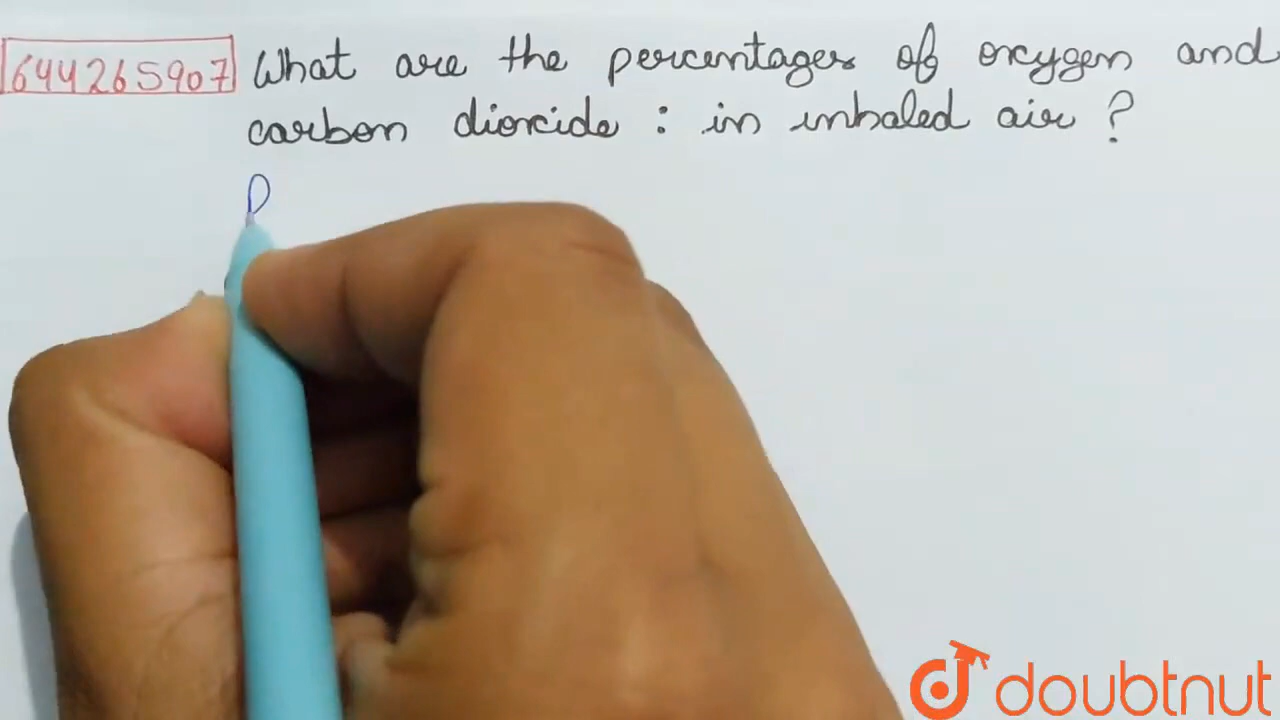 644265907 What are the percentages of oxygen and
carbon dioxide : in inhaled air ?
P
doubtnut